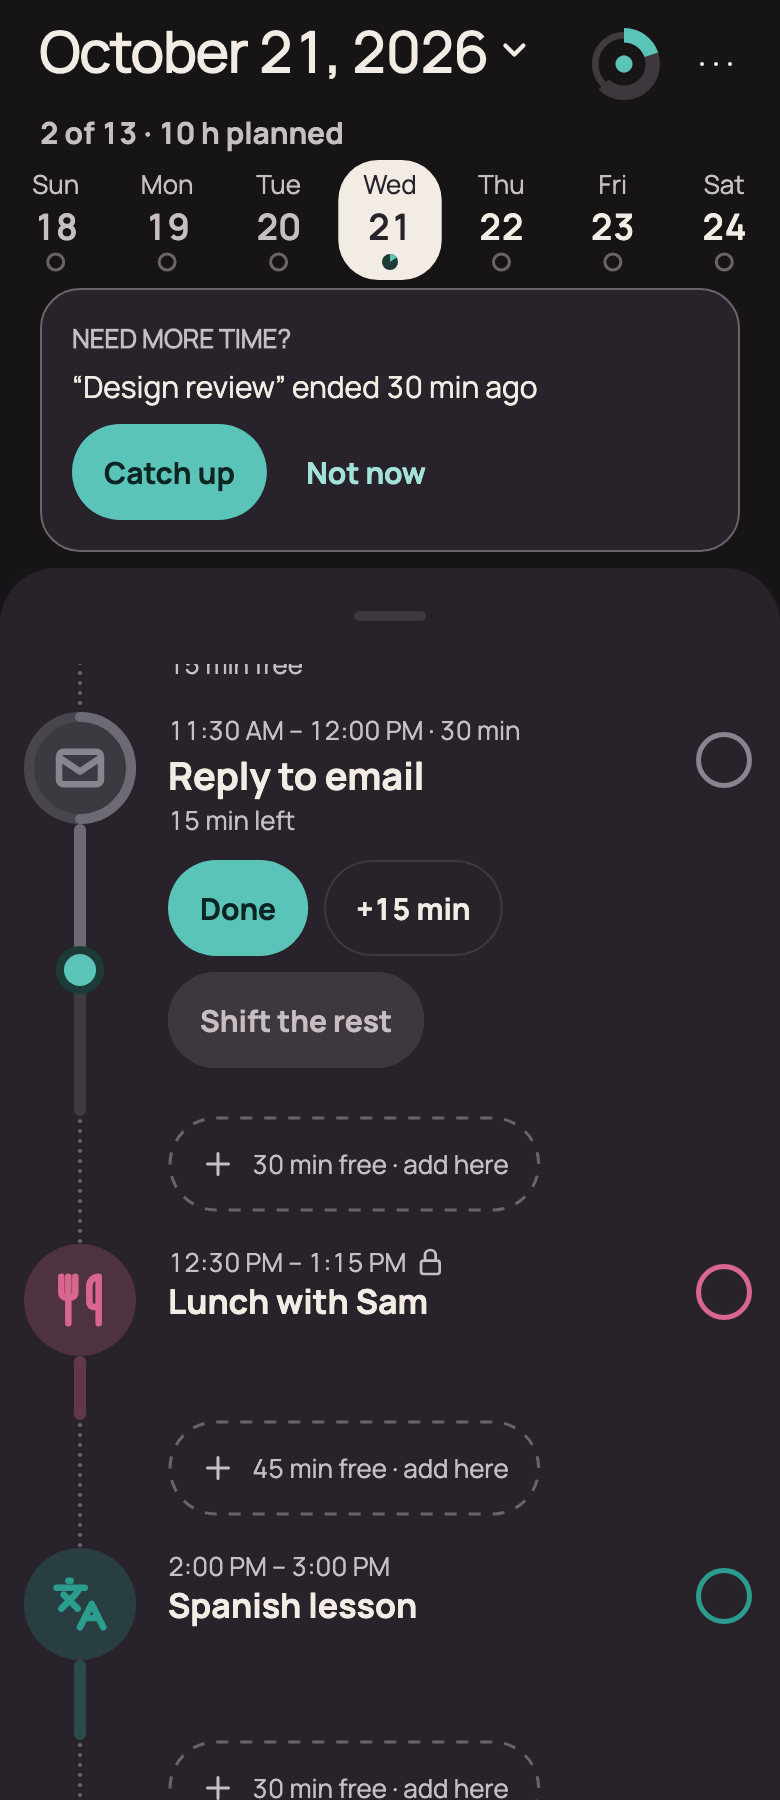 October 21, 2026
...
2 of 13 · 10 h planned
Sun Mon Tue Wed Thu Fri Sat
18 19 20 21 22 23 24
NEED MORE TIME?
“Design review” ended 30 min ago
Catch up Not now
15 min free
11:30 AM – 12:00 PM · 30 min
Reply to email
15 min left
Done +15 min
Shift the rest
+ 30 min free · add here
12:30 PM – 1:15 PM
Lunch with Sam
+ 45 min free · add here
2:00 PM – 3:00 PM
Spanish lesson
+ 30 min free · add here